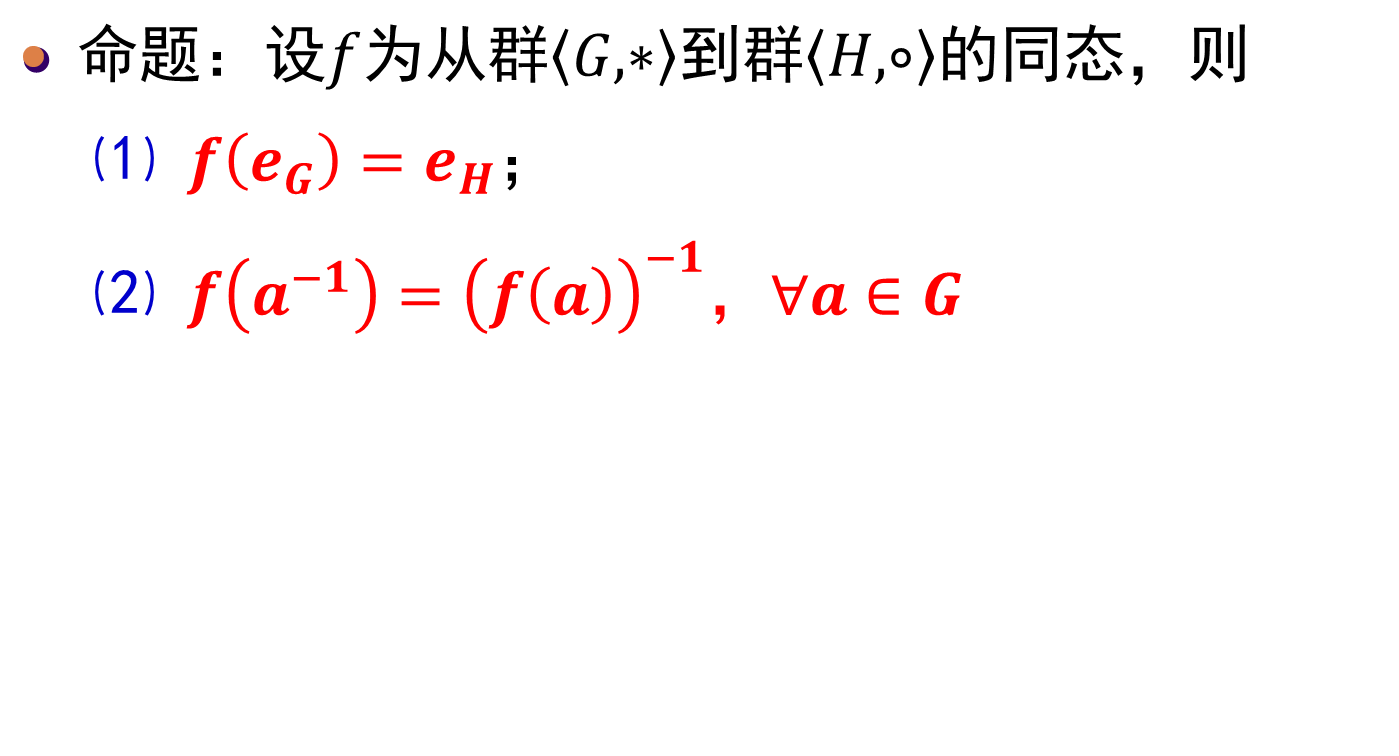 命题：设f为从群⟨G,∗⟩到群⟨H,∘⟩的同态，则
(1) f(e_G) = e_H；
(2) f(a⁻¹) = (f(a))⁻¹，∀a ∈ G